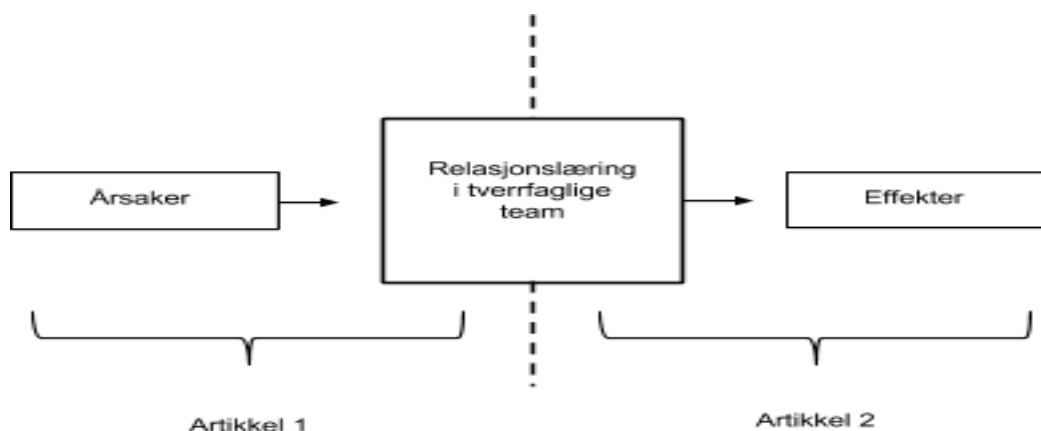 Årsaker
Relasjonslæring
i tverrfaglige
team
Effekter
Artikkel 1
Artikkel 2